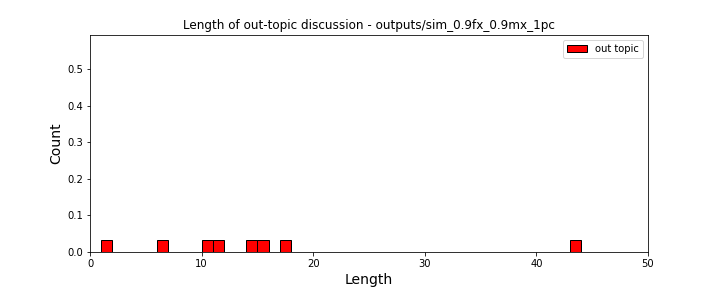 Length of out-topic discussion - outputs/sim_0.9fx_0.9mx_1pc
out topic
0.5
0.4
0.3
0.2
0.1
0.0
Count
0 10 20 30 40 50
Length